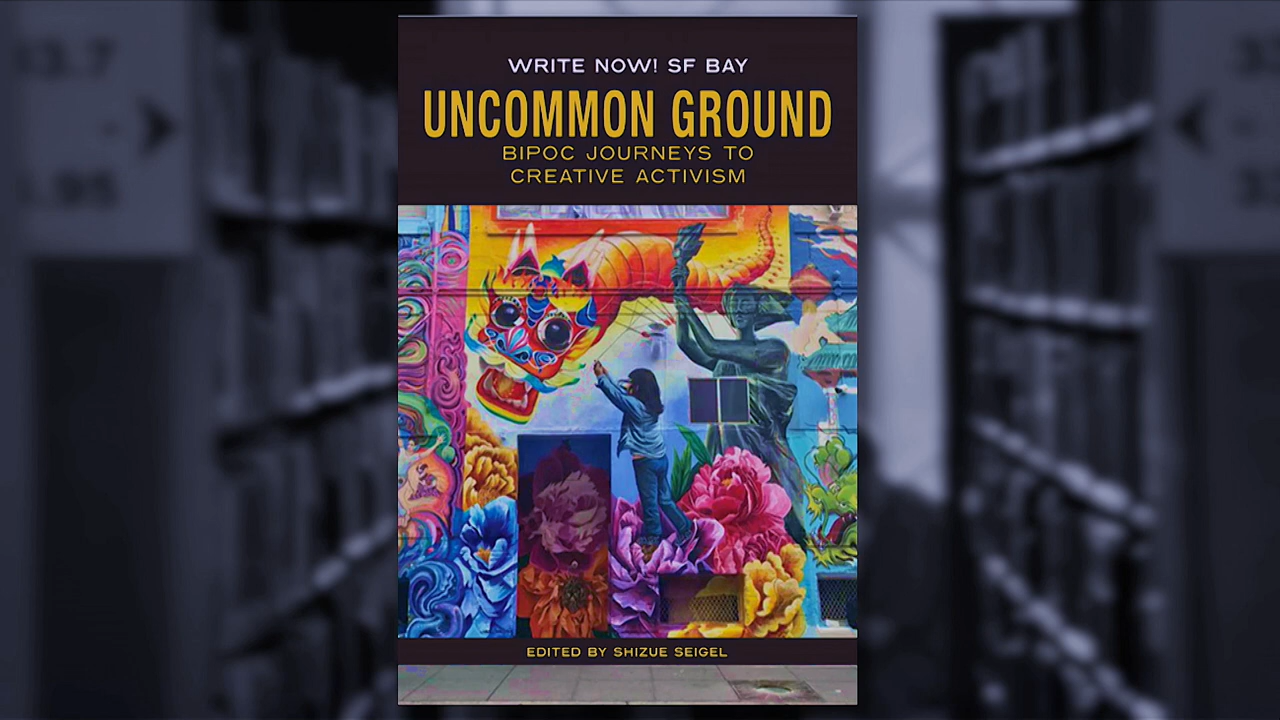 WRITE NOW! SF BAY
UNCOMMON GROUND
BIPOC JOURNEYS TO
CREATIVE ACTIVISM
EDITED BY SHIZUE SEIGEL